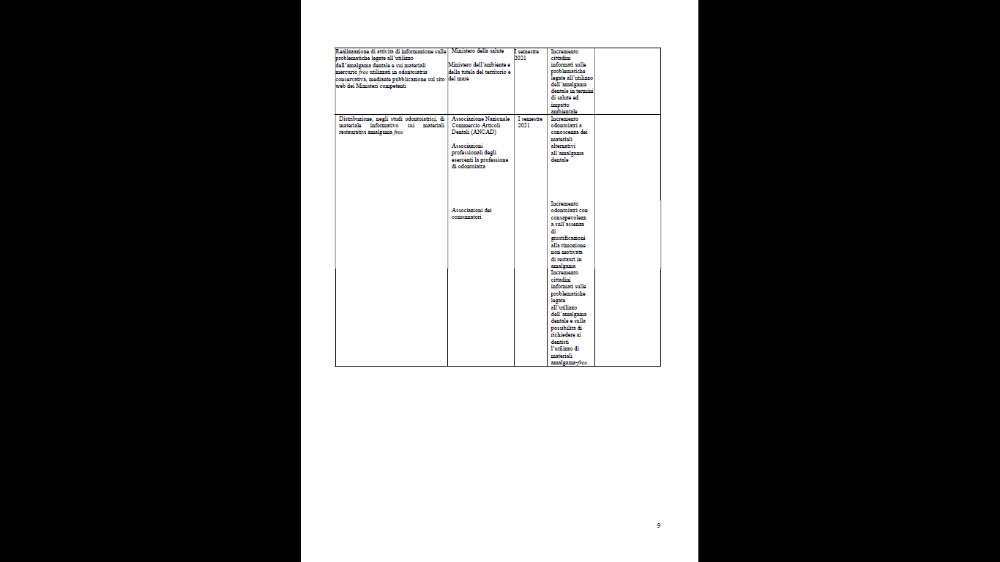 Realizzazione di attività di informazione sulle
problematiche legate all'utilizzo
dell'amalgama dentale e sui materiali
mercurio free utilizzati in odontoiatria
conservativa, mediante pubblicazione sul sito
web dei Ministeri competenti
Ministero della salute
Ministero dell'ambiente e
della tutela del territorio e
del mare
I semestre
2021
Incremento
cittadini
informati sulle
problematiche
legate all'utilizzo
dell'amalgama
dentale in termini
di salute ed
impatto
ambientale
Distribuzione, negli studi odontoiatrici, di
materiale informativo sui materiali
restaurativi amalgama free
Associazione Nazionale
Commercio Articoli
Dentali (ANCAD)
Associazioni
professionali degli
esercenti la professione
di odontoiatra
Associazioni dei
consumatori
I semestre
2021
Incremento
odontoiatri a
conoscenza dei
materiali
alternativi
all'amalgama
dentale
Incremento
odontoiatri con
consapevolezz
a sull'assenza
di
giustificazioni
alla rimozione
non motivata
di restauri in
amalgama
Incremento
cittadini
informati sulle
problematiche
legate
all'utilizzo
dell'amalgama
dentale e sulla
possibilità di
richiedere ai
dentisti
l'utilizzo di
materiali
amalgama-free.
9